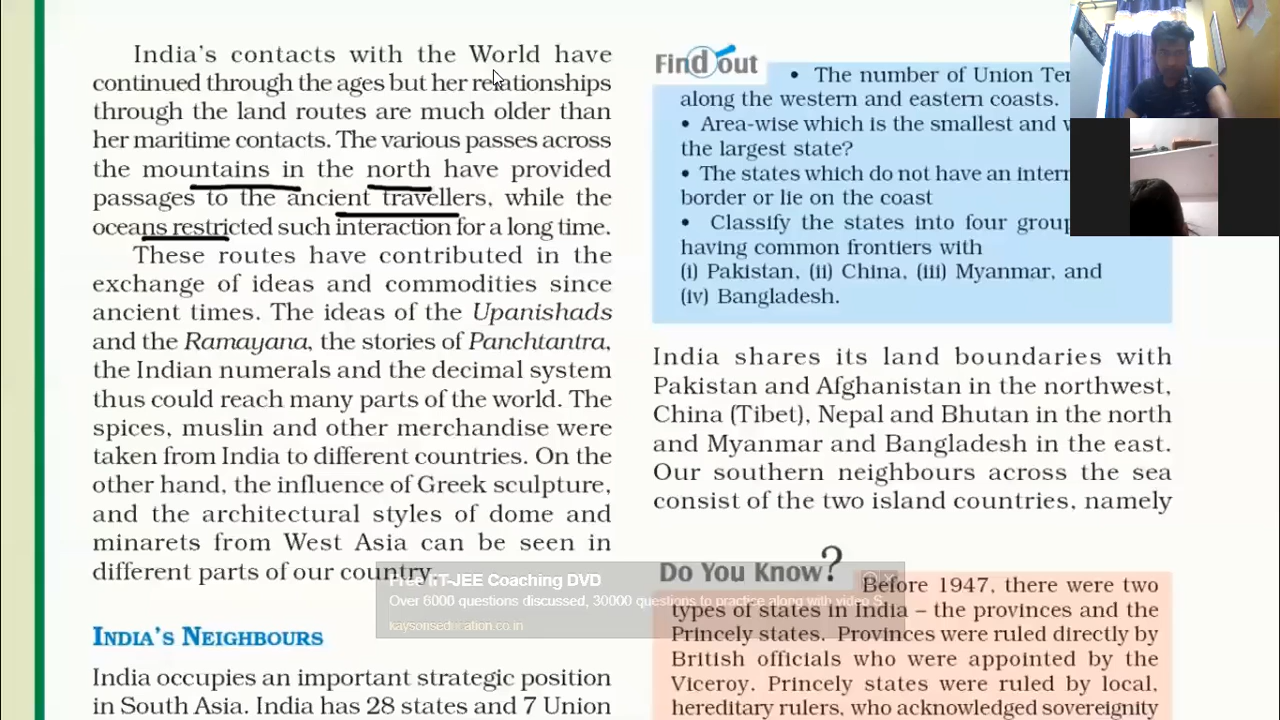 India's contacts with the World have
continued through the ages but her relationships
through the land routes are much older than
her maritime contacts. The various passes across
the mountains in the north have provided
passages to the ancient travellers, while the
oceans restricted such interaction for a long time.
These routes have contributed in the
exchange of ideas and commodities since
ancient times. The ideas of the Upanishads
and the Ramayana, the stories of Panchtantra,
the Indian numerals and the decimal system
thus could reach many parts of the world. The
spices, muslin and other merchandise were
taken from India to different countries. On the
other hand, the influence of Greek sculpture,
and the architectural styles of dome and
minarets from West Asia can be seen in
different parts of our country.
INDIA'S NEIGHBOURS
India occupies an important strategic position
in South Asia. India has 28 states and 7 Union
Find out
• The number of Union
along the western and eastern coasts.
• Area-wise which is the smallest and
the largest state?
• The states which do not have an
border or lie on the coast
• Classify the states into four
having common frontiers with
(i) Pakistan, (ii) China, (iii) Myanmar, and
(iv) Bangladesh.
India shares its land boundaries with
Pakistan and Afghanistan in the northwest,
China (Tibet), Nepal and Bhutan in the north
and Myanmar and Bangladesh in the east.
Our southern neighbours across the sea
consist of the two island countries, namely
Do You Know?
Before 1947, there were two
types of states in India – the provinces and the
Princely states. Provinces were ruled directly by
British officials who were appointed by the
Viceroy. Princely states were ruled by local,
hereditary rulers, who acknowledged sovereignty
Free IIT-JEE Coaching DVD
Over 6000 questions discussed, 30000 questions to practice along with video S